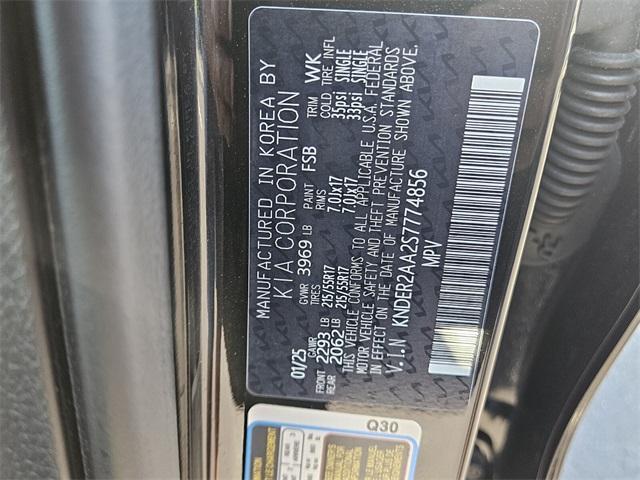 MANUFACTURED IN KOREA BY
KIA CORPORATION
01/25 GVWR 3969 LB PAINT FSB TRIM WK
GAWR TIRES RIMS COLD TIRE INFL
FRONT 2293 LB 215/55R17 7.0Jx17 35psi SINGLE
REAR 2062 LB 215/55R17 7.0Jx17 33psi SINGLE
THIS VEHICLE CONFORMS TO ALL APPLICABLE U.S.A. FEDERAL
MOTOR VEHICLE SAFETY AND THEFT PREVENTION STANDARDS
IN EFFECT ON THE DATE OF MANUFACTURE SHOWN ABOVE.
V.I.N KNDER2AA2S7774856
MPV
Q30